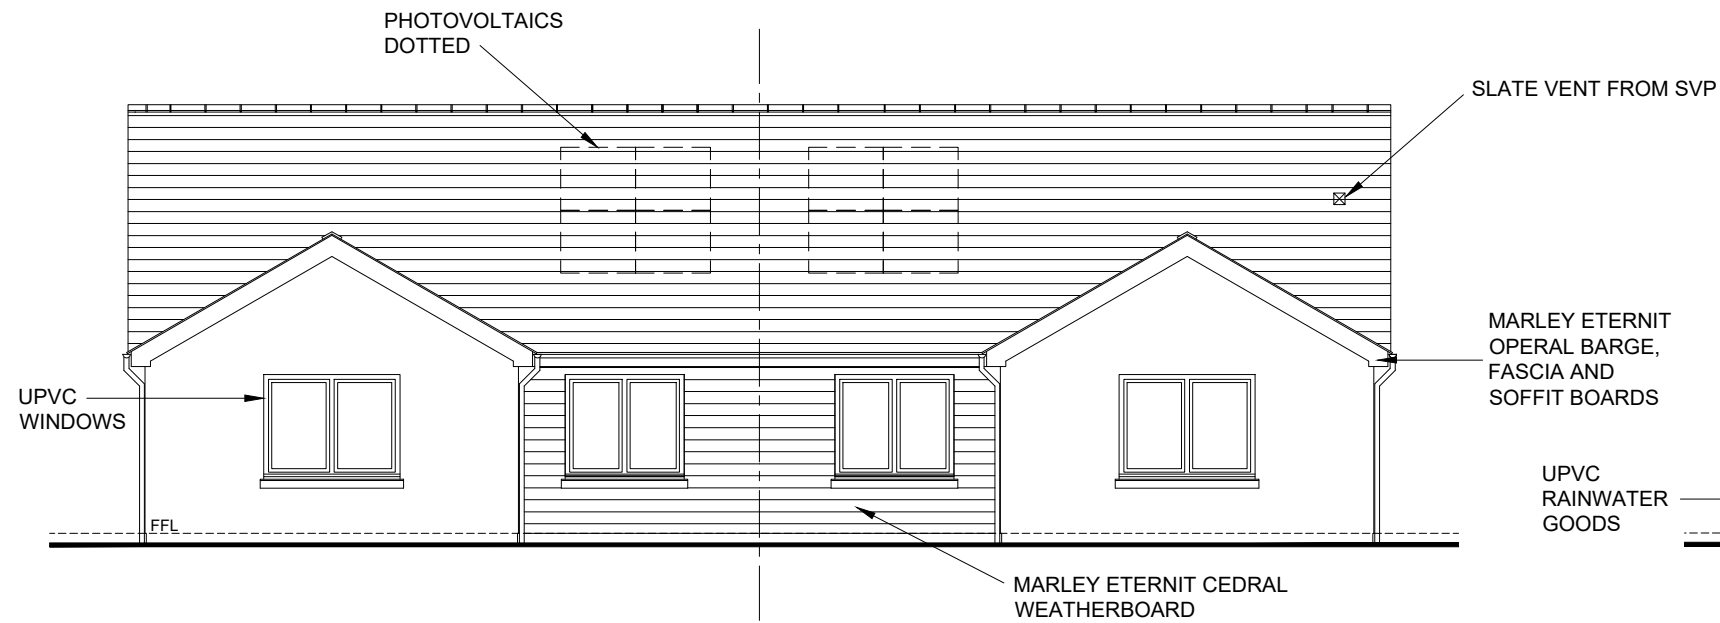 PHOTOVOLTAICS
DOTTED
SLATE VENT FROM SVP
MARLEY ETERNIT
OPERAL BARGE,
FASCIA AND
SOFFIT BOARDS
UPVC
WINDOWS
UPVC
RAINWATER
GOODS
FFL
MARLEY ETERNIT CEDRAL
WEATHERBOARD